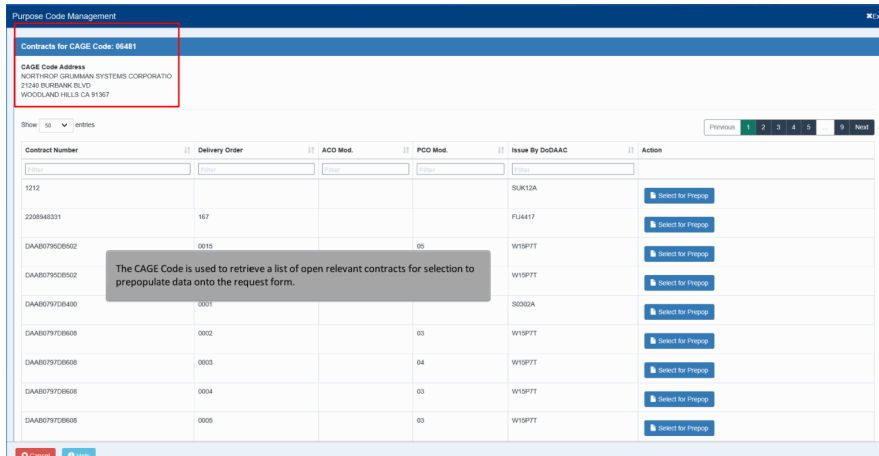 Purpose Code Management
✖Ex
Contracts for CAGE Code: 06481
CAGE Code Address
NORTHROP GRUMMAN SYSTEMS CORPORATIO
21240 BURBANK BLVD
WOODLAND HILLS CA 91367
Show 50 entries
Previous 1 2 3 4 5 ... 9 Next
Contract Number Delivery Order ACO Mod. PCO Mod. Issue By DoDAAC Action
Filter Filter Filter Filter Filter
1212 SUK12A Select for Prepop
2208948331 167 FU4417 Select for Prepop
DAAB0795DB502 0015 05 W15P7T Select for Prepop
DAAB0795DB502 W15P7T Select for Prepop
The CAGE Code is used to retrieve a list of open relevant contracts for selection to
prepopulate data onto the request form.
DAAB0797DB400 0001 S0302A Select for Prepop
DAAB0797DB608 0002 03 W15P7T Select for Prepop
DAAB0797DB608 0003 04 W15P7T Select for Prepop
DAAB0797DB608 0004 03 W15P7T Select for Prepop
DAAB0797DB608 0005 03 W15P7T Select for Prepop
Cancel Help